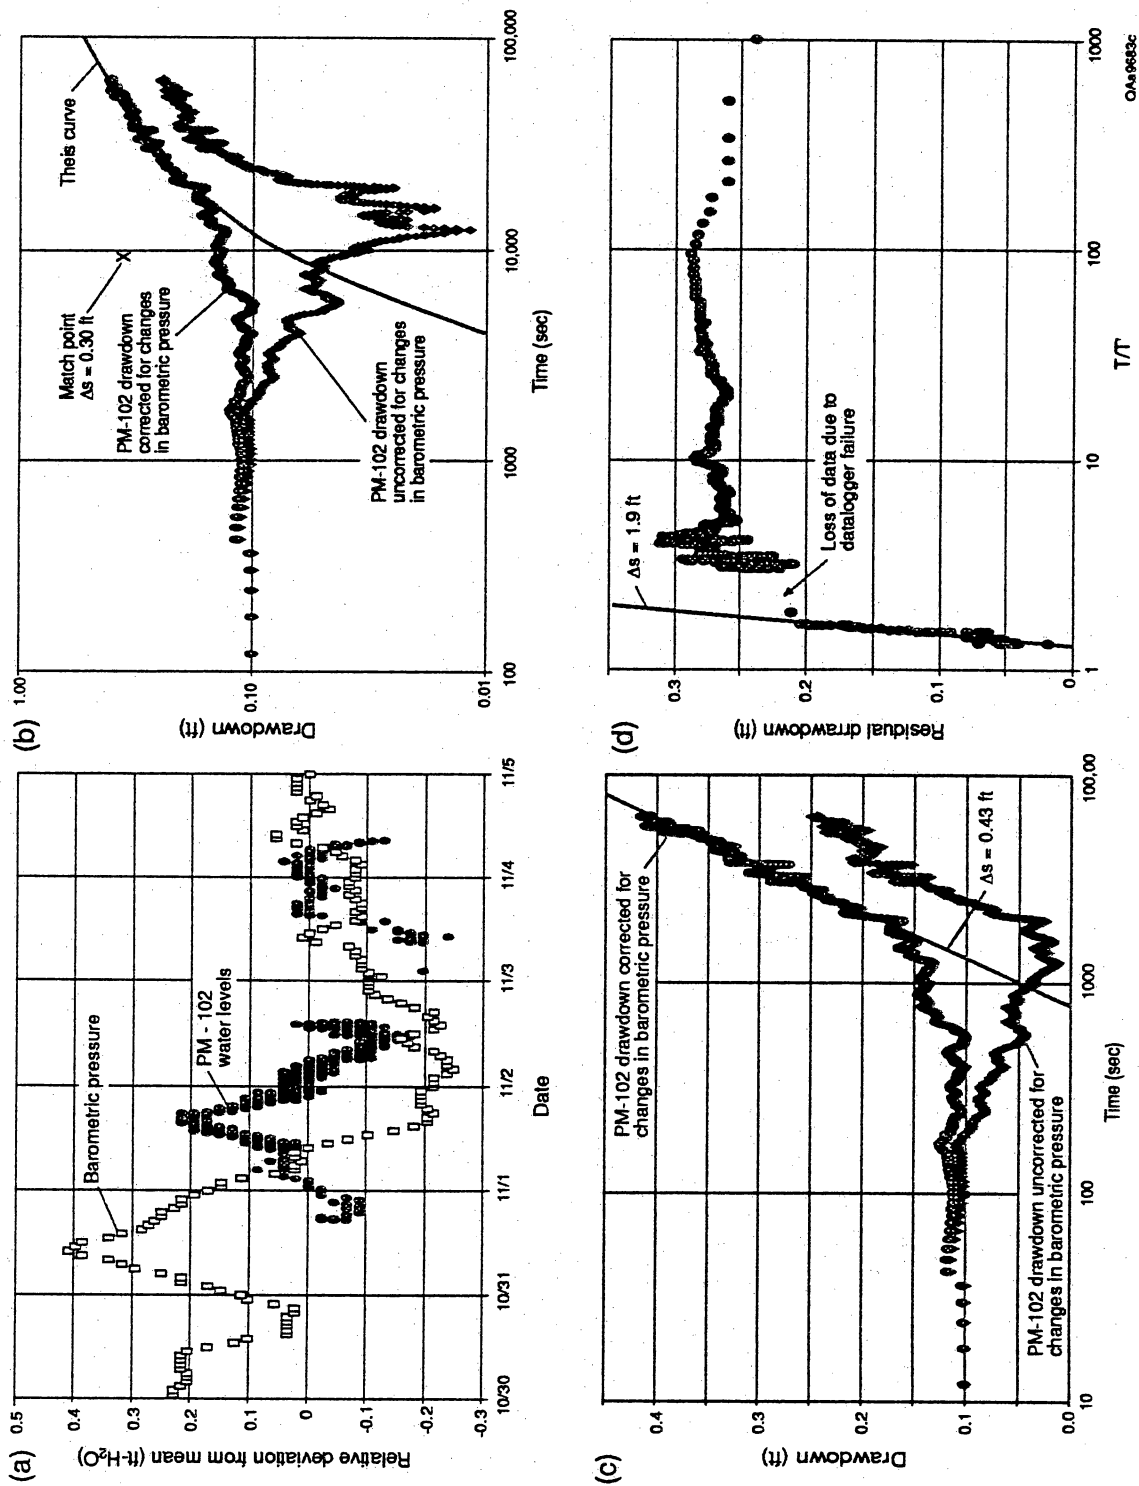 (a)
Relative deviation from mean (ft-H2O)
0.5
0.4
0.3
0.2
0.1
0
-0.1
-0.2
-0.3
Barometric pressure
PM - 102
water levels
10/30
10/31
11/1
11/2
11/3
11/4
11/5
Date
(b)
Drawdown (ft)
1.00
0.10
0.01
Match point
Δs = 0.30 ft
X
Theis curve
PM-102 drawdown
corrected for changes
in barometric pressure
PM-102 drawdown
uncorrected for changes
in barometric pressure
100
1000
10,000
100,000
Time (sec)
(c)
Drawdown (ft)
0.4
0.3
0.2
0.1
0.0
PM-102 drawdown corrected for
changes in barometric pressure
Δs = 0.43 ft
PM-102 drawdown uncorrected for
changes in barometric pressure
10
100
1000
100,00
Time (sec)
(d)
Residual drawdown (ft)
0.3
0.2
0.1
0
Δs = 1.9 ft
Loss of data due to
datalogger failure
1
10
100
1000
T/T'
QAa9683c